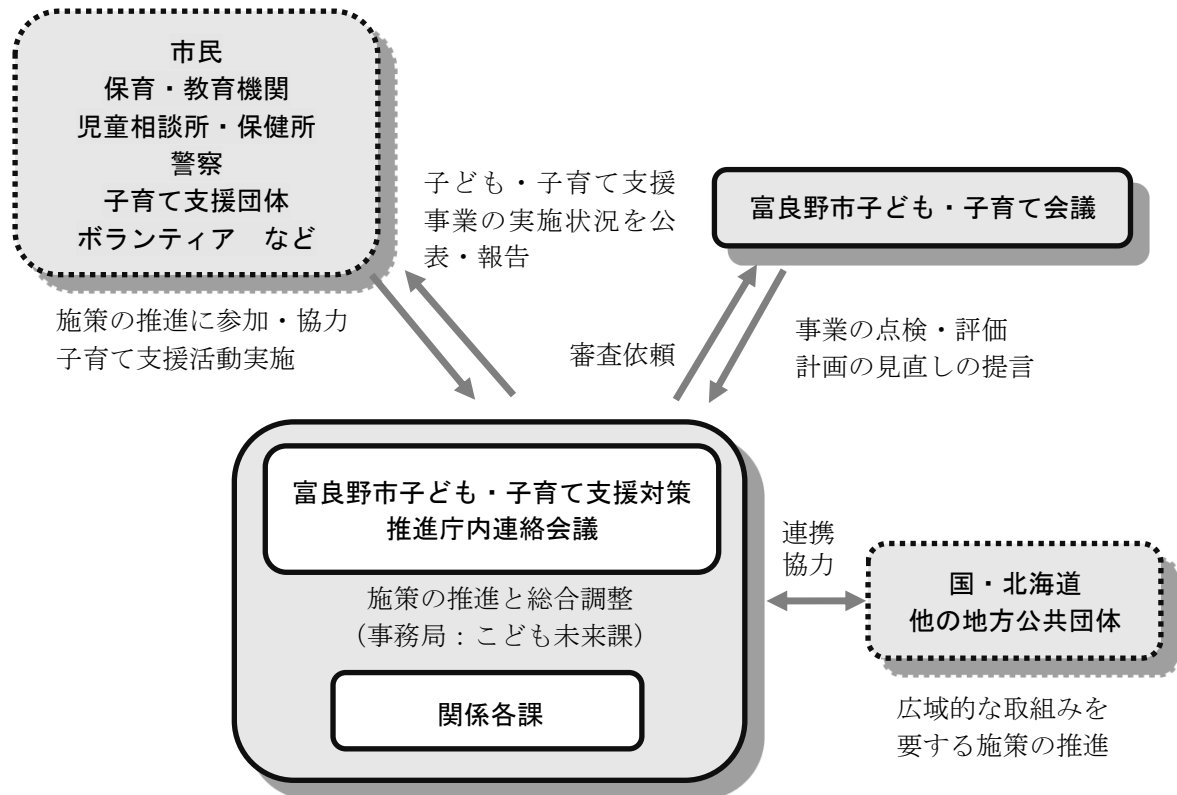 市民
保育・教育機関
児童相談所・保健所
警察
子育て支援団体
ボランティア　など
子ども・子育て支援
事業の実施状況を公
表・報告
富良野市子ども・子育て会議
施策の推進に参加・協力
子育て支援活動実施
審査依頼
事業の点検・評価
計画の見直しの提言
富良野市子ども・子育て支援対策
推進庁内連絡会議
施策の推進と総合調整
（事務局：こども未来課）
関係各課
連携
協力
国・北海道
他の地方公共団体
広域的な取組みを
要する施策の推進